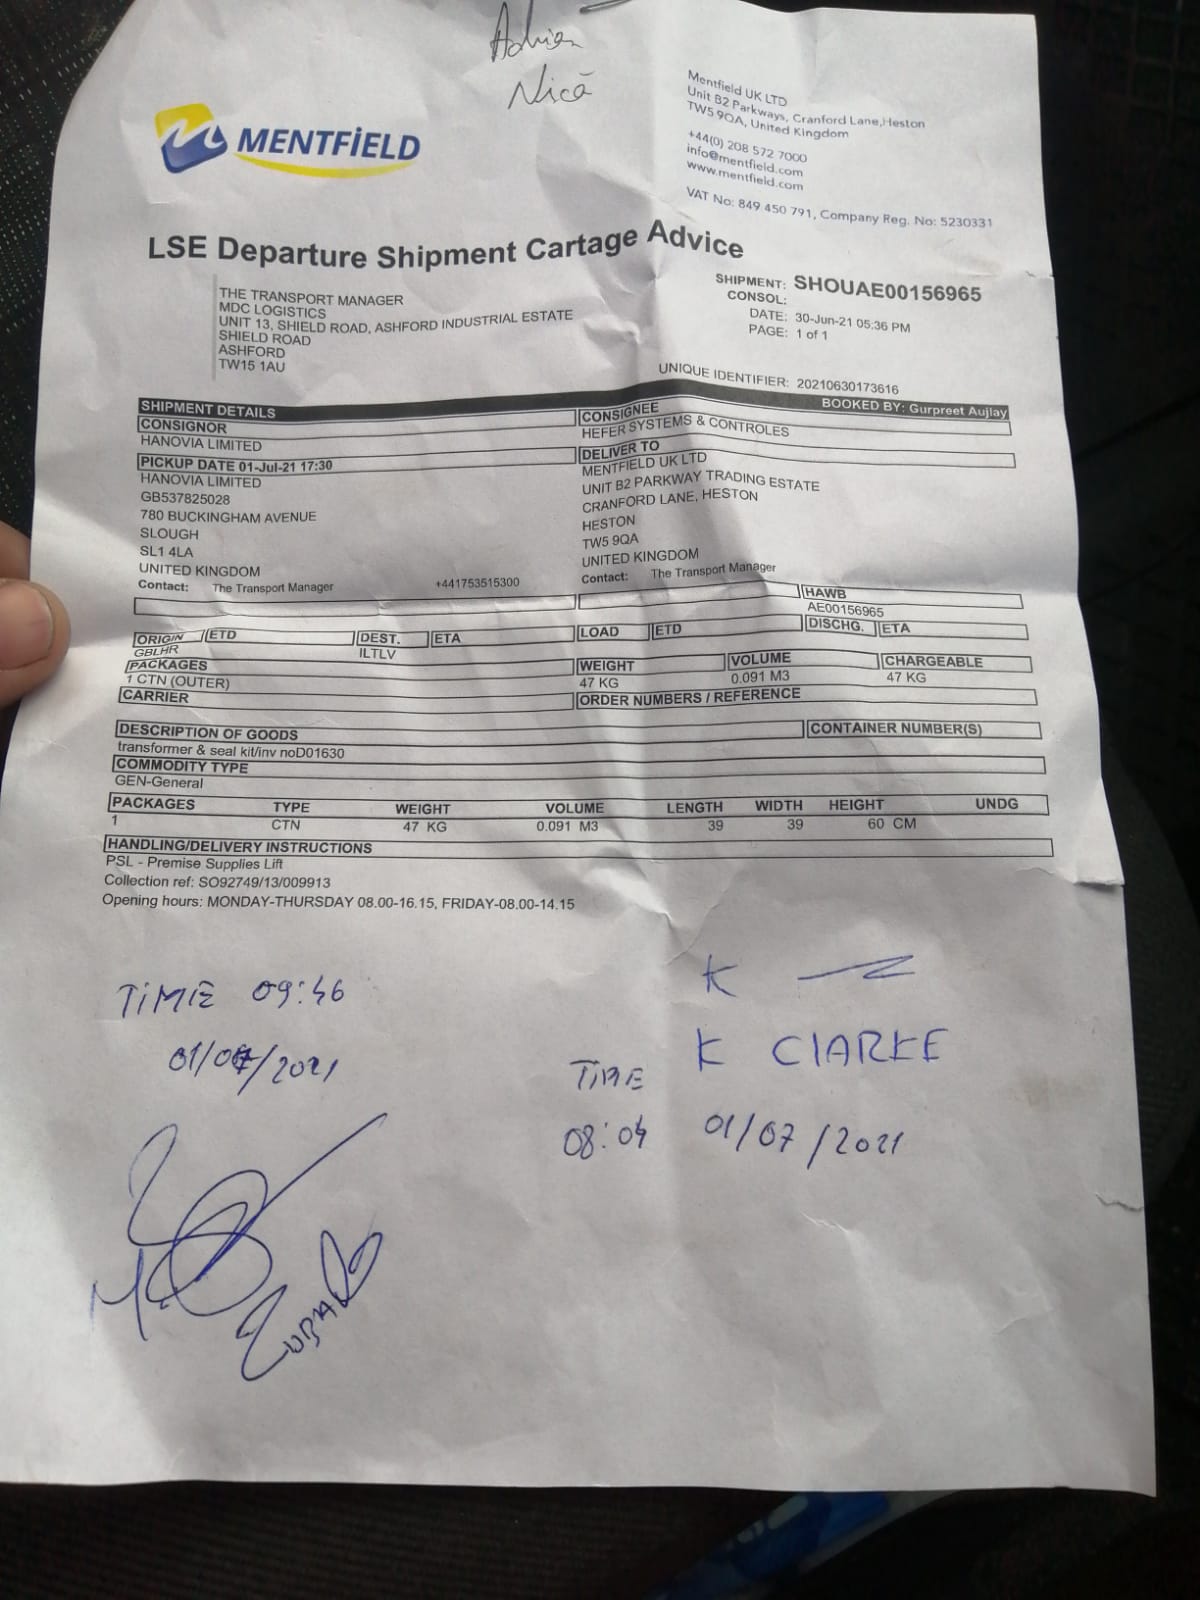 Adrian
Nică
MENTFIELD
Mentfield UK LTD
Unit B2 Parkways, Cranford Lane,Heston
TW5 9QA, United Kingdom
+44(0) 208 572 7000
info@mentfield.com
www.mentfield.com
VAT No: 849 450 791, Company Reg. No: 5230331
LSE Departure Shipment Cartage Advice
THE TRANSPORT MANAGER
MDC LOGISTICS
UNIT 13, SHIELD ROAD, ASHFORD INDUSTRIAL ESTATE
SHIELD ROAD
ASHFORD
TW15 1AU
SHIPMENT: SHOUAE00156965
CONSOL:
DATE: 30-Jun-21 05:36 PM
PAGE: 1 of 1
UNIQUE IDENTIFIER: 20210630173616
SHIPMENT DETAILS BOOKED BY: Gurpreet Aujlay
CONSIGNOR
HANOVIA LIMITED
PICKUP DATE 01-Jul-21 17:30
HANOVIA LIMITED
GB537825028
780 BUCKINGHAM AVENUE
SLOUGH
SL1 4LA
UNITED KINGDOM
Contact: The Transport Manager +441753515300
CONSIGNEE
HEFER SYSTEMS & CONTROLES
DELIVER TO
MENTFIELD UK LTD
UNIT B2 PARKWAY TRADING ESTATE
CRANFORD LANE, HESTON
HESTON
TW5 9QA
UNITED KINGDOM
Contact: The Transport Manager
HAWB
AE00156965
ORIGIN ETD DEST. ETA LOAD ETD DISCHG. ETA
GBLHR ILTLV
PACKAGES WEIGHT VOLUME CHARGEABLE
1 CTN (OUTER) 47 KG 0.091 M3 47 KG
CARRIER ORDER NUMBERS / REFERENCE
DESCRIPTION OF GOODS CONTAINER NUMBER(S)
transformer & seal kit/inv noD01630
COMMODITY TYPE
GEN-General
PACKAGES TYPE WEIGHT VOLUME LENGTH WIDTH HEIGHT UNDG
1 CTN 47 KG 0.091 M3 39 39 60 CM
HANDLING/DELIVERY INSTRUCTIONS
PSL - Premise Supplies Lift
Collection ref: SO92749/13/009913
Opening hours: MONDAY-THURSDAY 08.00-16.15, FRIDAY-08.00-14.15
TiME 09:46
01/07/2021
K
K ClARKE
TIME
08:04 01/07/2021